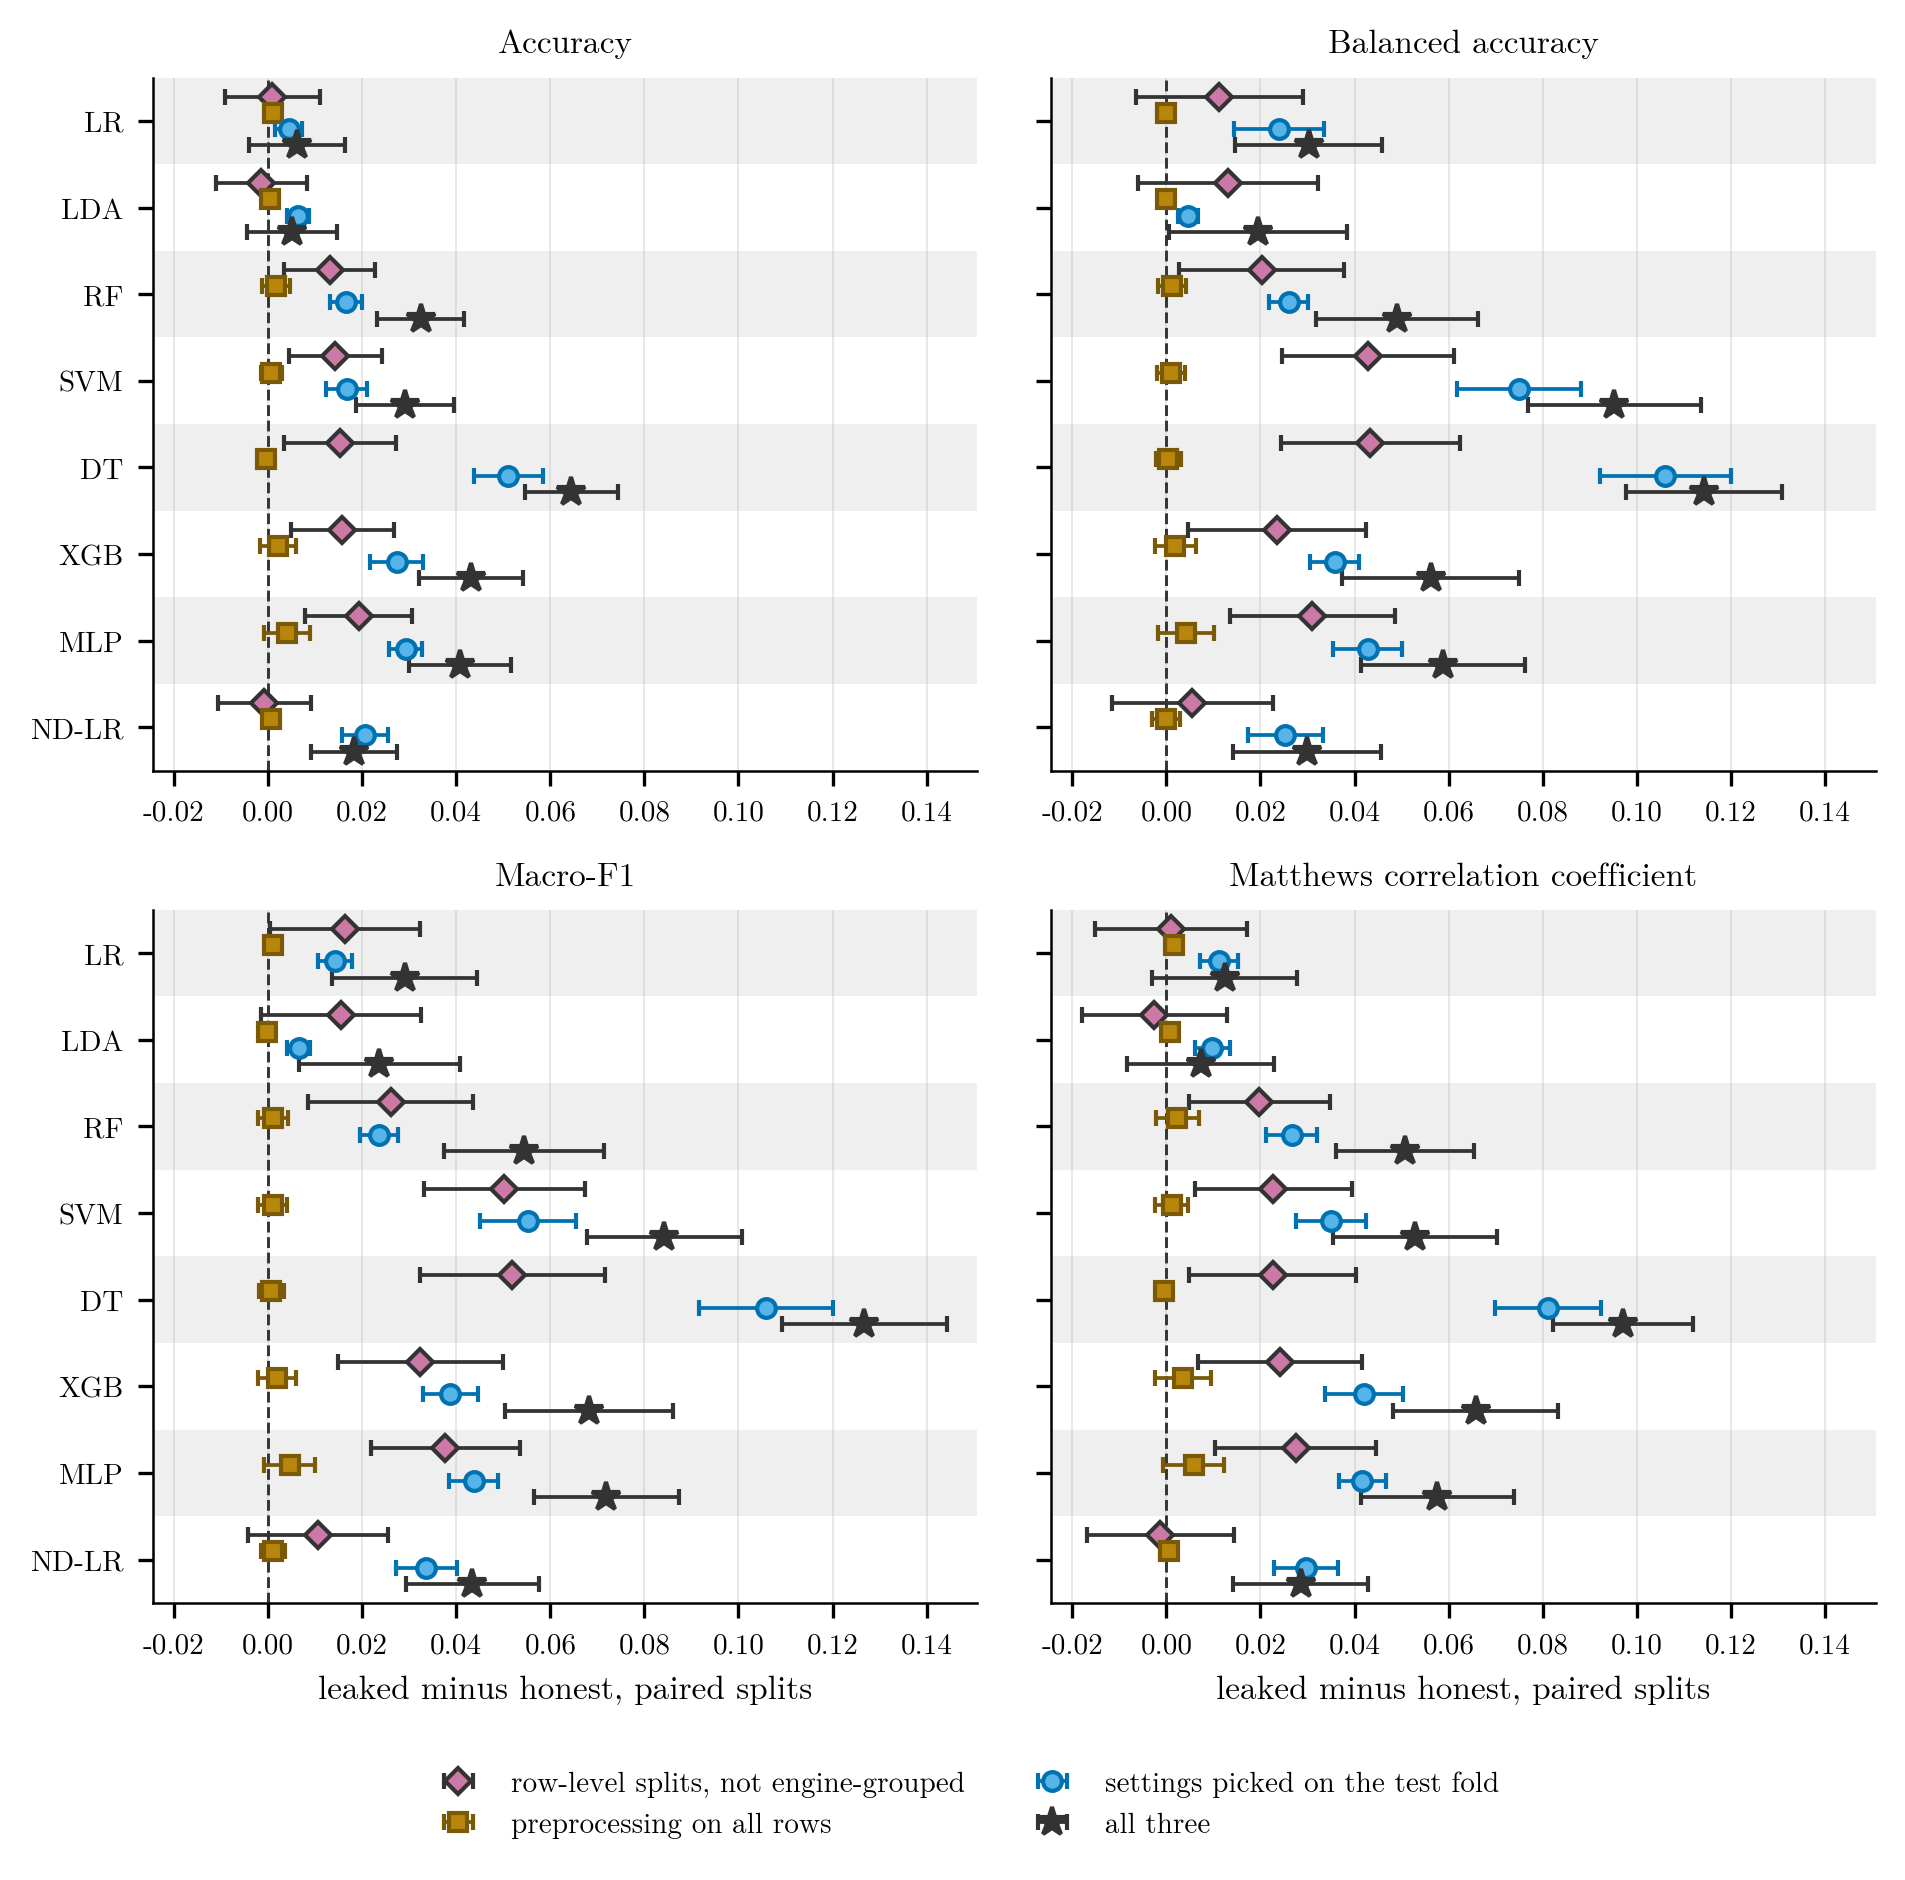 Accuracy
Balanced accuracy
LR
LDA
RF
SVM
DT
XGB
MLP
ND-LR
-0.02 0.00 0.02 0.04 0.06 0.08 0.10 0.12 0.14
-0.02 0.00 0.02 0.04 0.06 0.08 0.10 0.12 0.14
Macro-F1
Matthews correlation coefficient
LR
LDA
RF
SVM
DT
XGB
MLP
ND-LR
-0.02 0.00 0.02 0.04 0.06 0.08 0.10 0.12 0.14
leaked minus honest, paired splits
-0.02 0.00 0.02 0.04 0.06 0.08 0.10 0.12 0.14
leaked minus honest, paired splits
row-level splits, not engine-grouped
preprocessing on all rows
settings picked on the test fold
all three